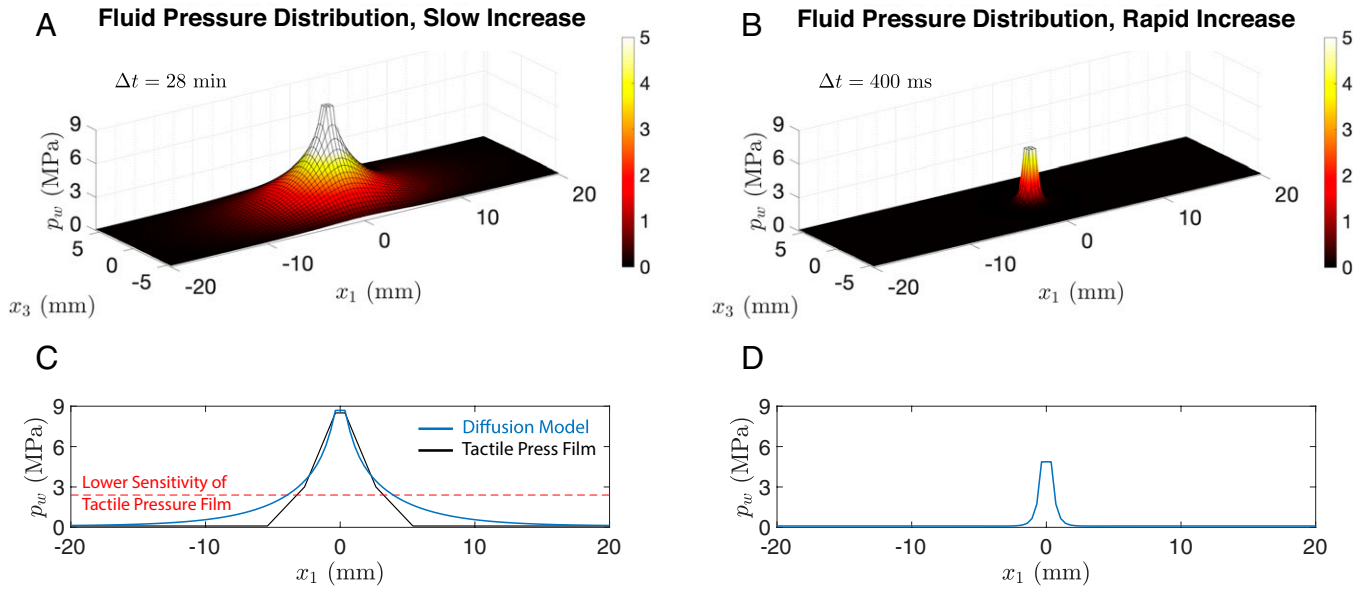 A
Fluid Pressure Distribution, Slow Increase
Δt = 28 min
9
6
3
0
p_w (MPa)
5
0
-5
x_3 (mm)
-20
-10
0
10
20
x_1 (mm)
5
4
3
2
1
0
B
Fluid Pressure Distribution, Rapid Increase
Δt = 400 ms
9
6
3
0
p_w (MPa)
5
0
-5
x_3 (mm)
-20
-10
0
10
20
x_1 (mm)
5
4
3
2
1
0
C
9
6
3
0
p_w (MPa)
Diffusion Model
Tactile Press Film
Lower Sensitivity of
Tactile Pressure Film
-20
-10
0
10
20
x_1 (mm)
D
9
6
3
0
p_w (MPa)
-20
-10
0
10
20
x_1 (mm)